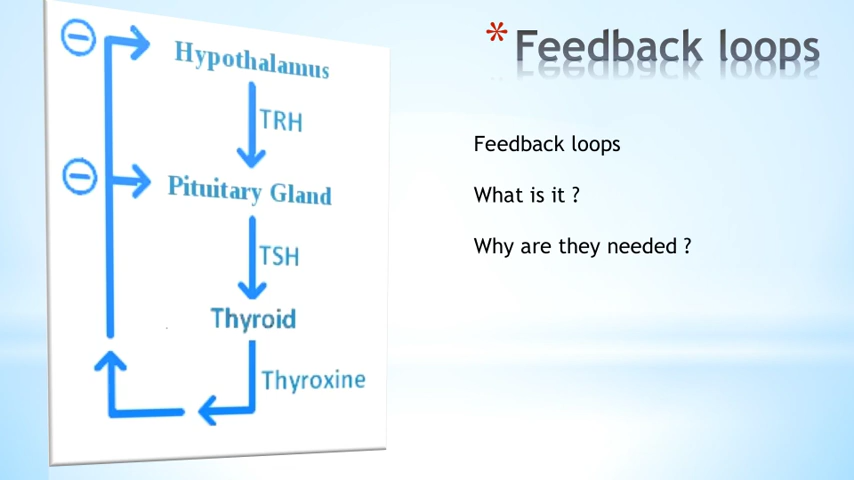 * Feedback loops
Hypothalamus
TRH
Pituitary Gland
TSH
Thyroid
Thyroxine
Feedback loops
What is it ?
Why are they needed ?